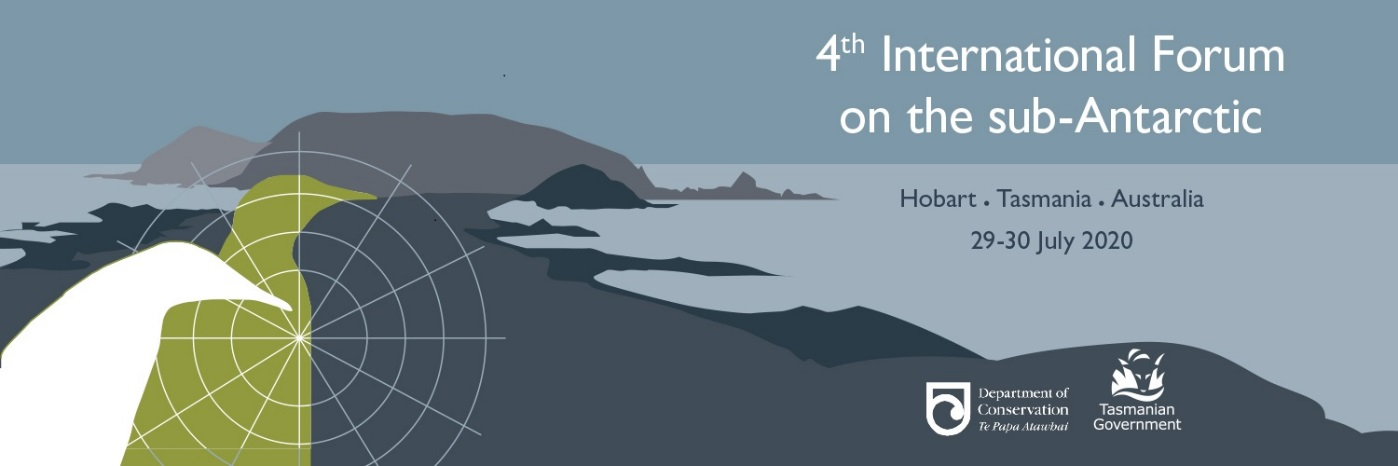 4th International Forum
on the sub-Antarctic
Hobart • Tasmania • Australia
29-30 July 2020
Department of
Conservation
Te Papa Atawhai
Tasmanian
Government